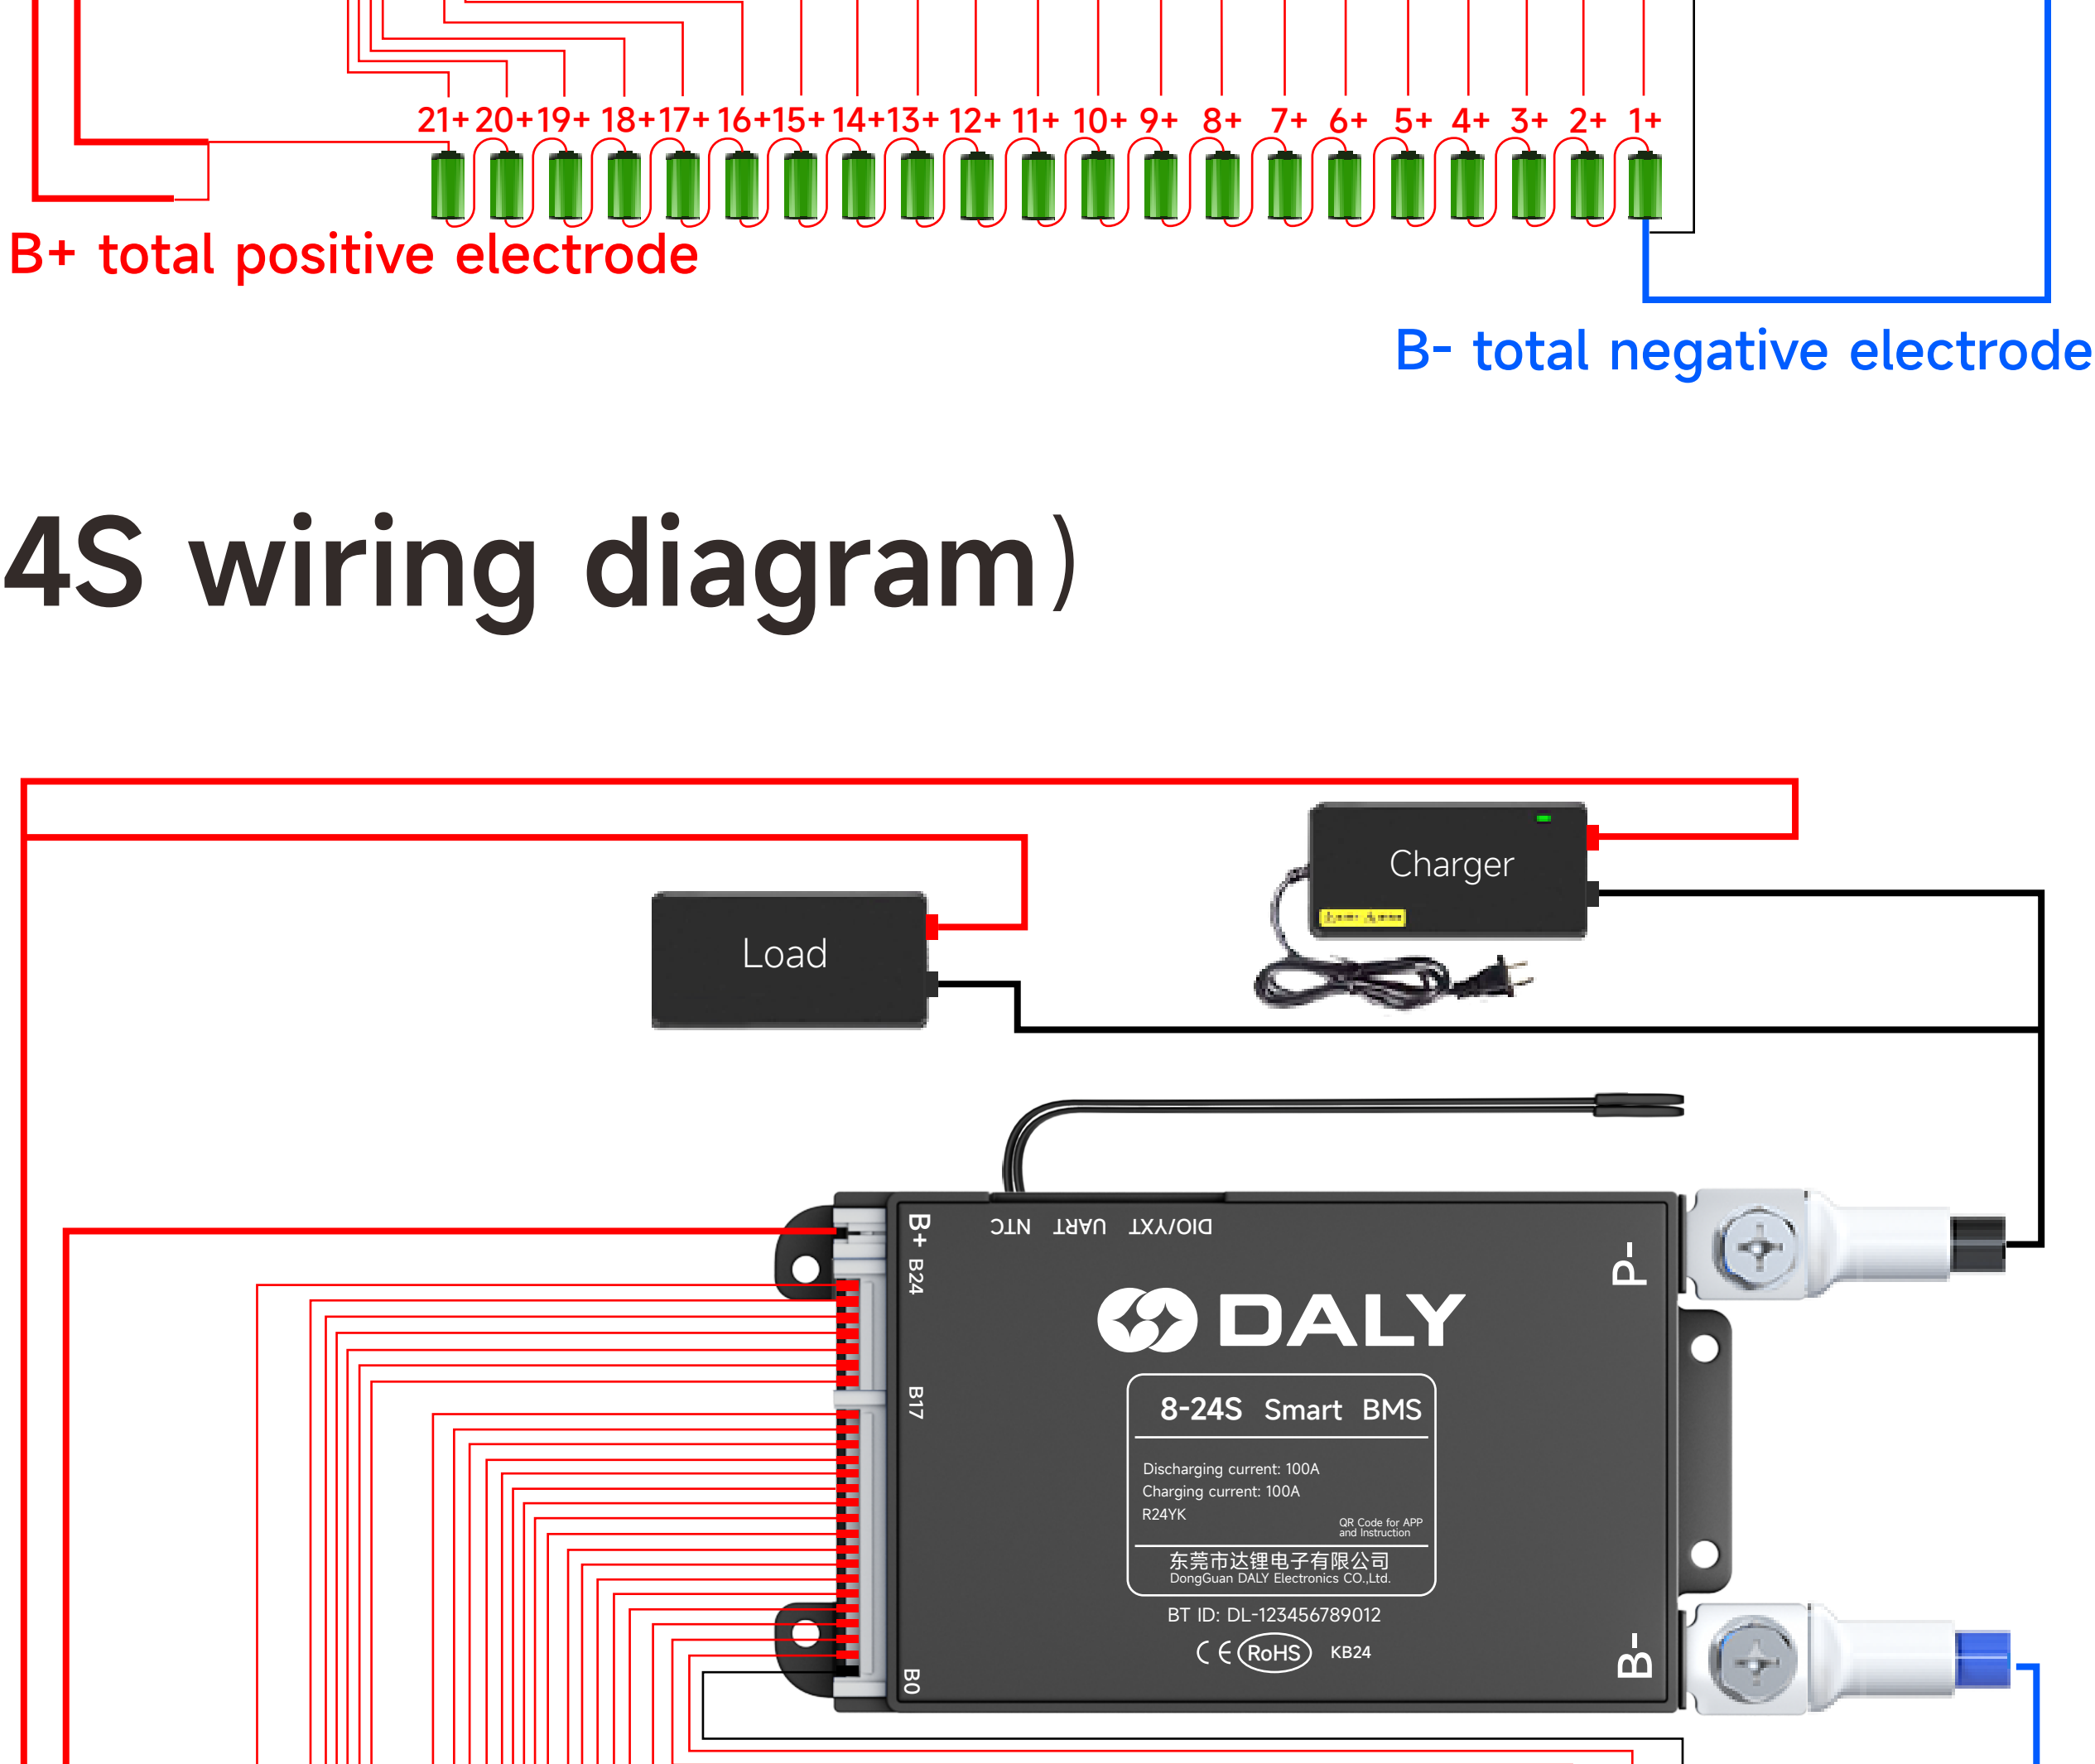 21+ 20+ 19+ 18+ 17+ 16+ 15+ 14+ 13+ 12+ 11+ 10+ 9+ 8+ 7+ 6+ 5+ 4+ 3+ 2+ 1+
B+ total positive electrode
B- total negative electrode
4S wiring diagram)
Charger
Load
B+
NTC UART DIO/YXT
B24
P-
DALY
B17
8-24S Smart BMS
Discharging current: 100A
Charging current: 100A
R24YK
QR Code for APP
and Instruction
东莞市达锂电子有限公司
DongGuan DALY Electronics CO.,Ltd.
BT ID: DL-123456789012
CE RoHS KB24
B0
B-